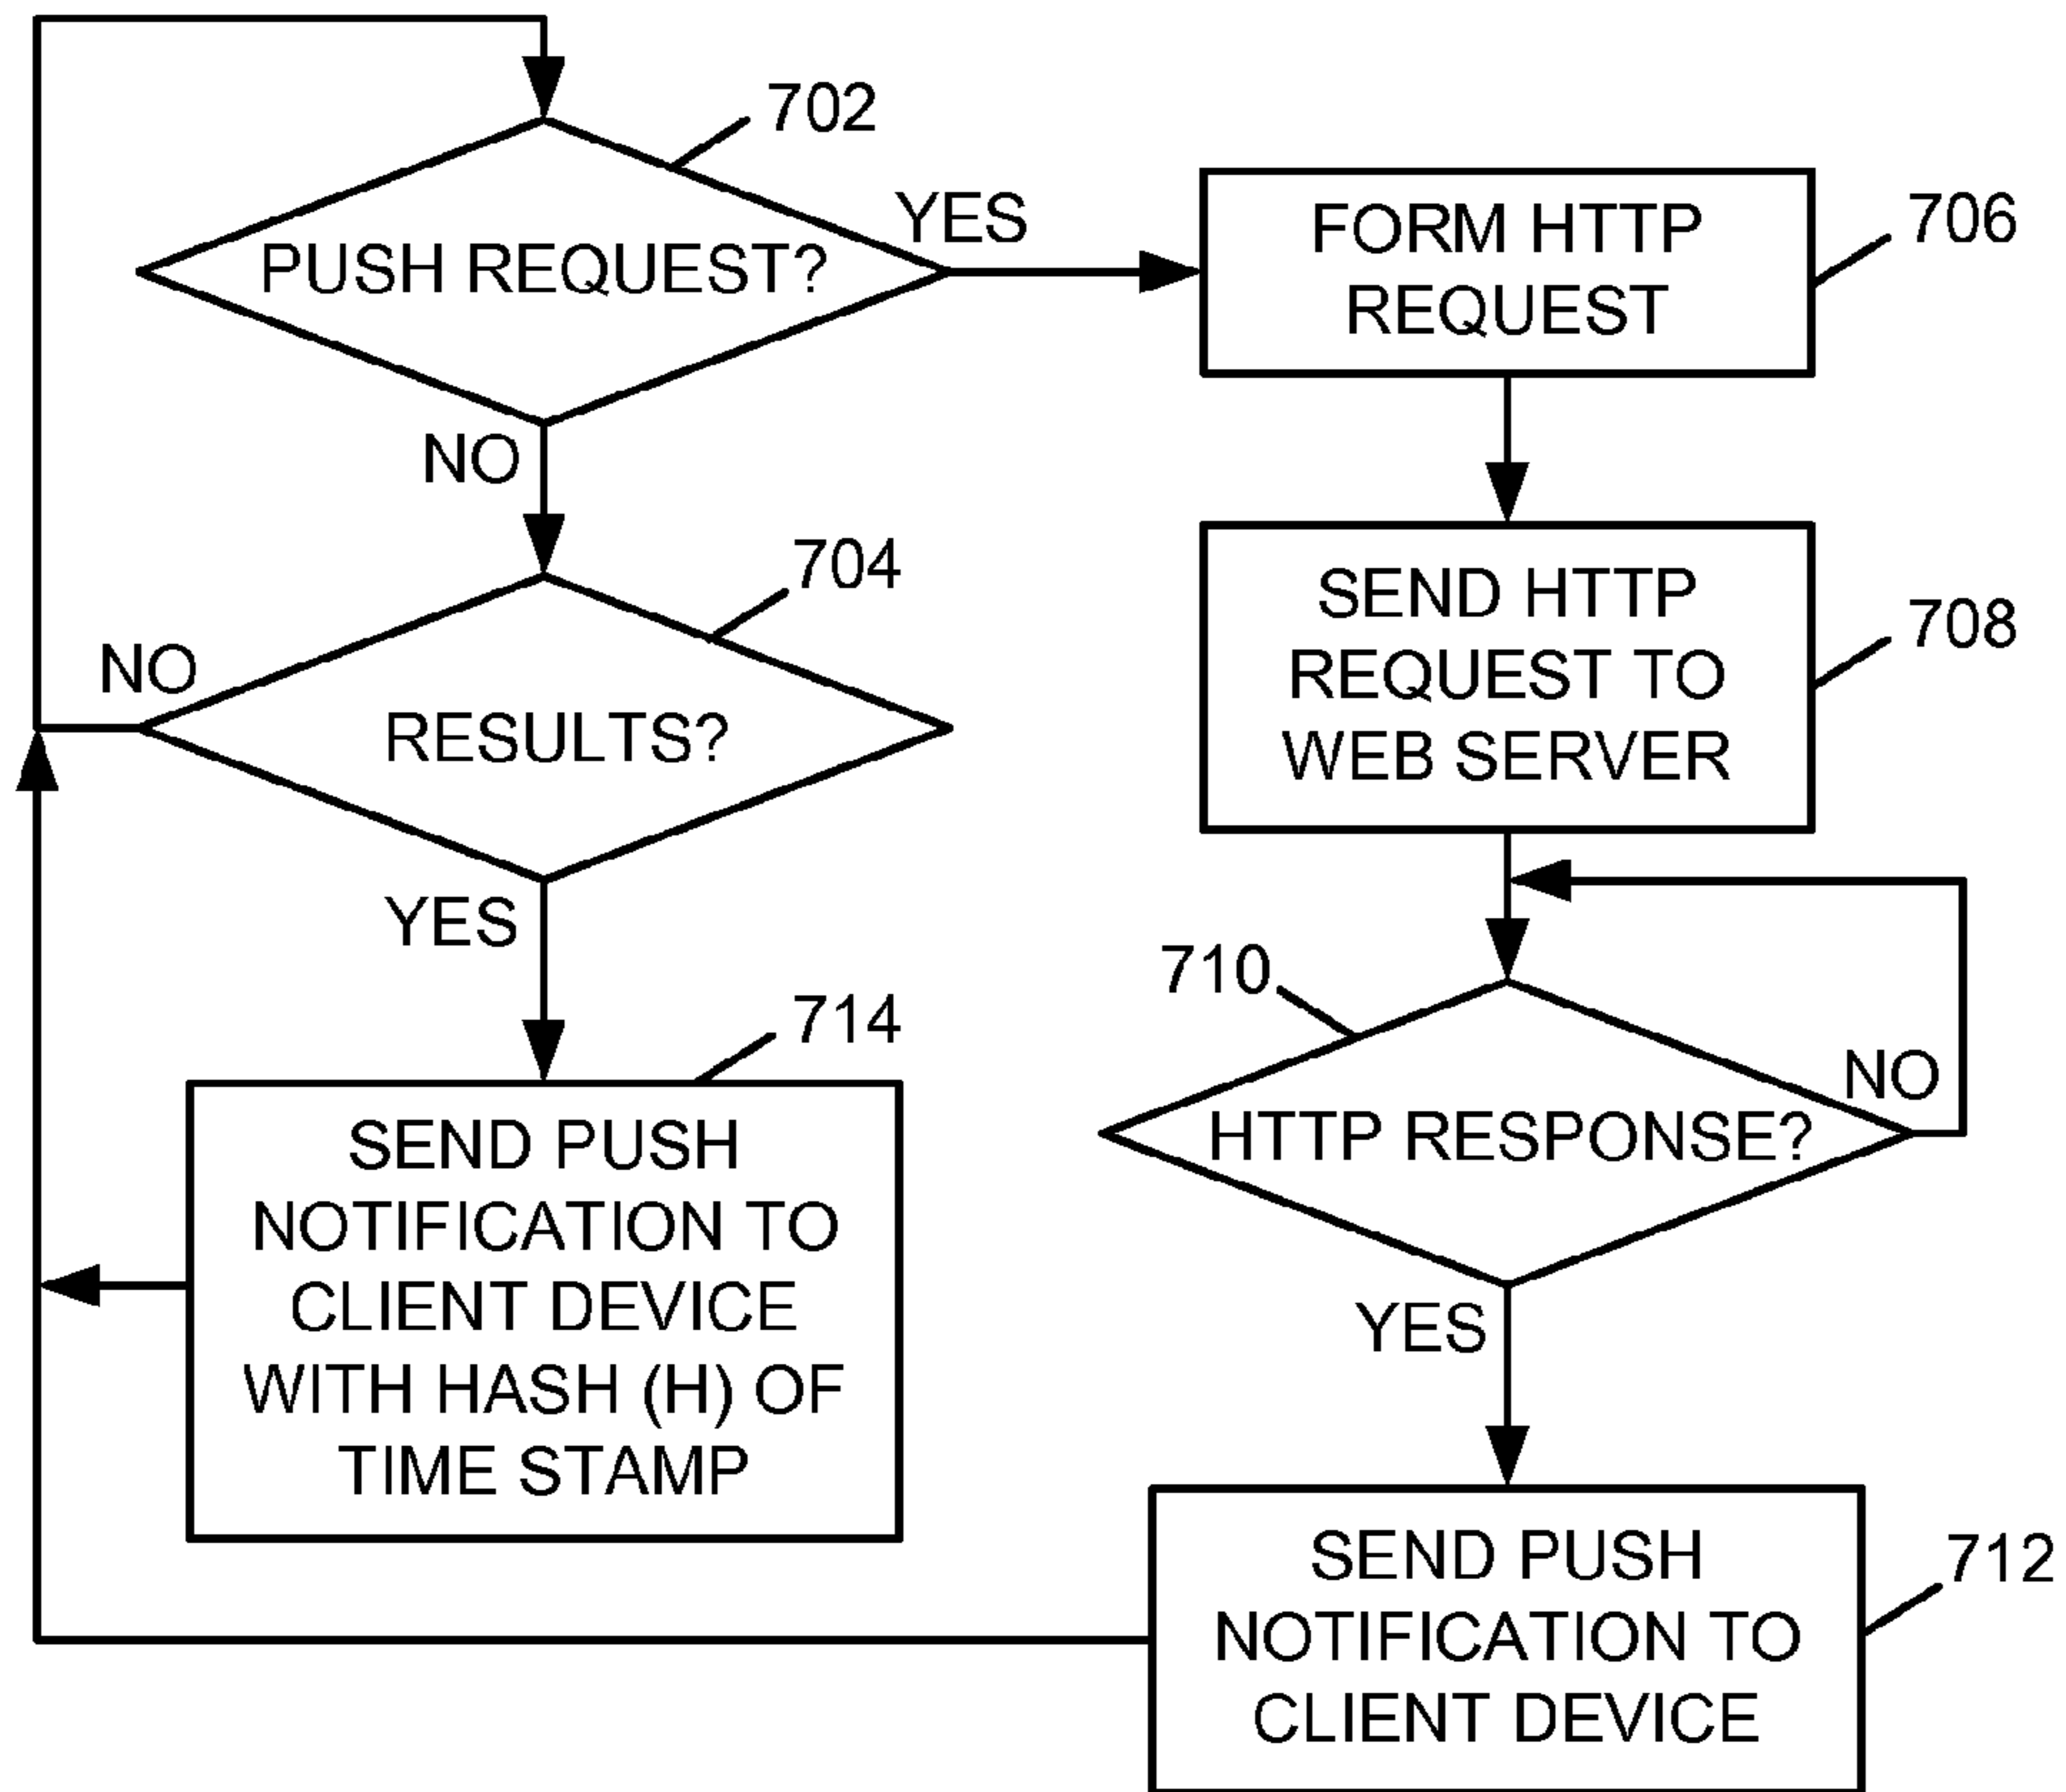 702
PUSH REQUEST?
YES
NO
704
RESULTS?
NO
YES
714
SEND PUSH
NOTIFICATION TO
CLIENT DEVICE
WITH HASH (H) OF
TIME STAMP
706
FORM HTTP
REQUEST
708
SEND HTTP
REQUEST TO
WEB SERVER
710
HTTP RESPONSE?
NO
YES
712
SEND PUSH
NOTIFICATION TO
CLIENT DEVICE